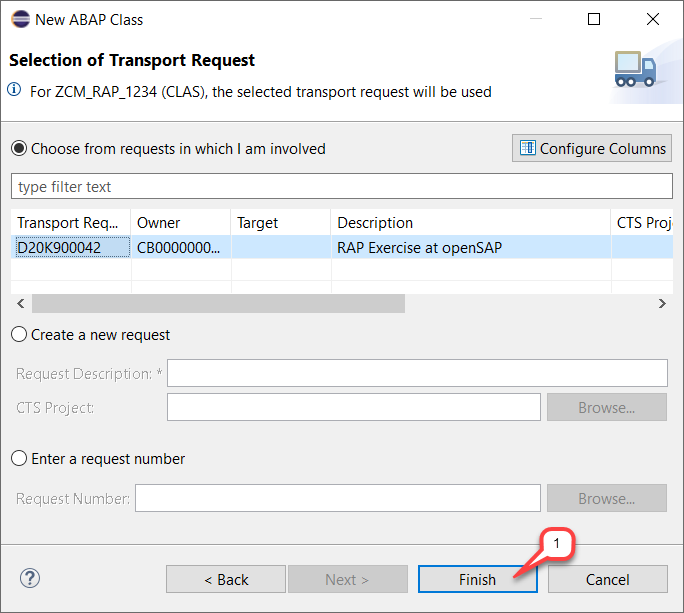 New ABAP Class
Selection of Transport Request
For ZCM_RAP_1234 (CLAS), the selected transport request will be used
Choose from requests in which I am involved
Configure Columns
type filter text
Transport Req... Owner Target Description CTS Proj
D20K900042 CB0000000... RAP Exercise at openSAP
Create a new request
Request Description: *
CTS Project:
Browse...
Enter a request number
Request Number:
Browse...
1
< Back Next > Finish Cancel